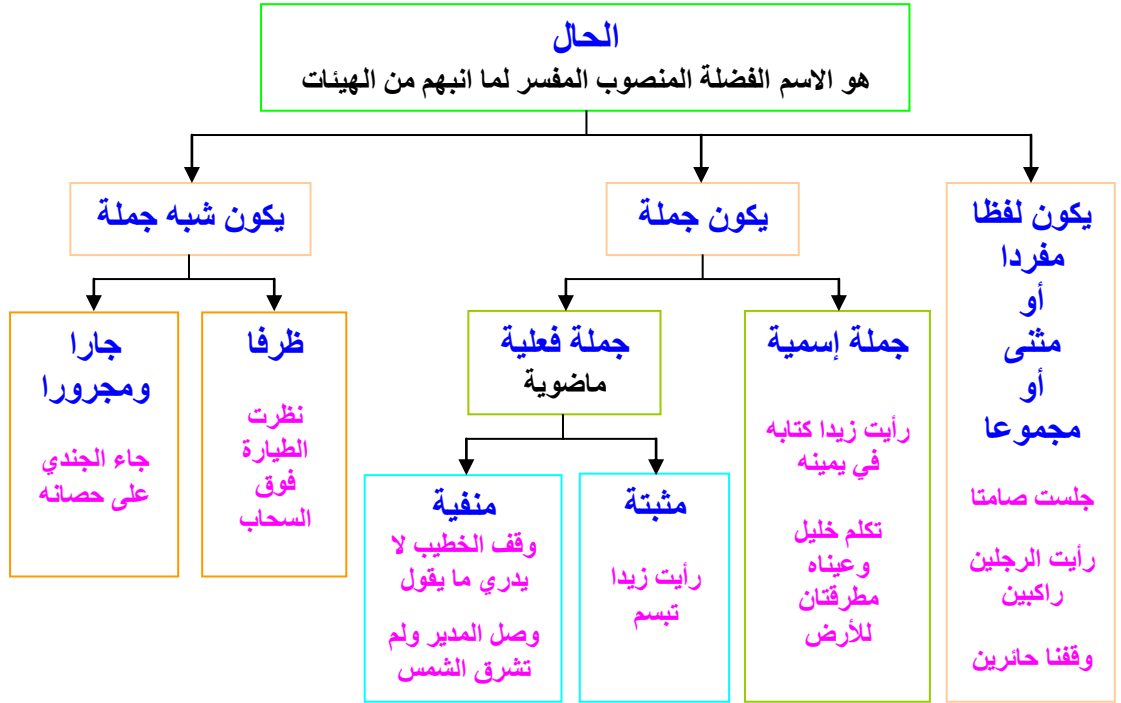 الحال
هو الاسم الفضلة المنصوب المفسر لما انبهم من الهيئات
يكون لفظا
مفردا
أو
مثنى
أو
مجموعا
جلست صامتا
رأيت الرجلين
راكبين
وقفنا حائرين
يكون جملة
جملة إسمية
رأيت زيدا كتابه
في يمينه
تكلم خليل
وعيناه
مطرقتان
للأرض
جملة فعلية
ماضوية
مثبتة
رأيت زيدا
تبسم
منفية
وقف الخطيب لا
يدري ما يقول
وصل المدير ولم
تشرق الشمس
يكون شبه جملة
ظرفا
نظرت
الطيارة
فوق
السحاب
جارا
ومجرورا
جاء الجندي
على حصانه